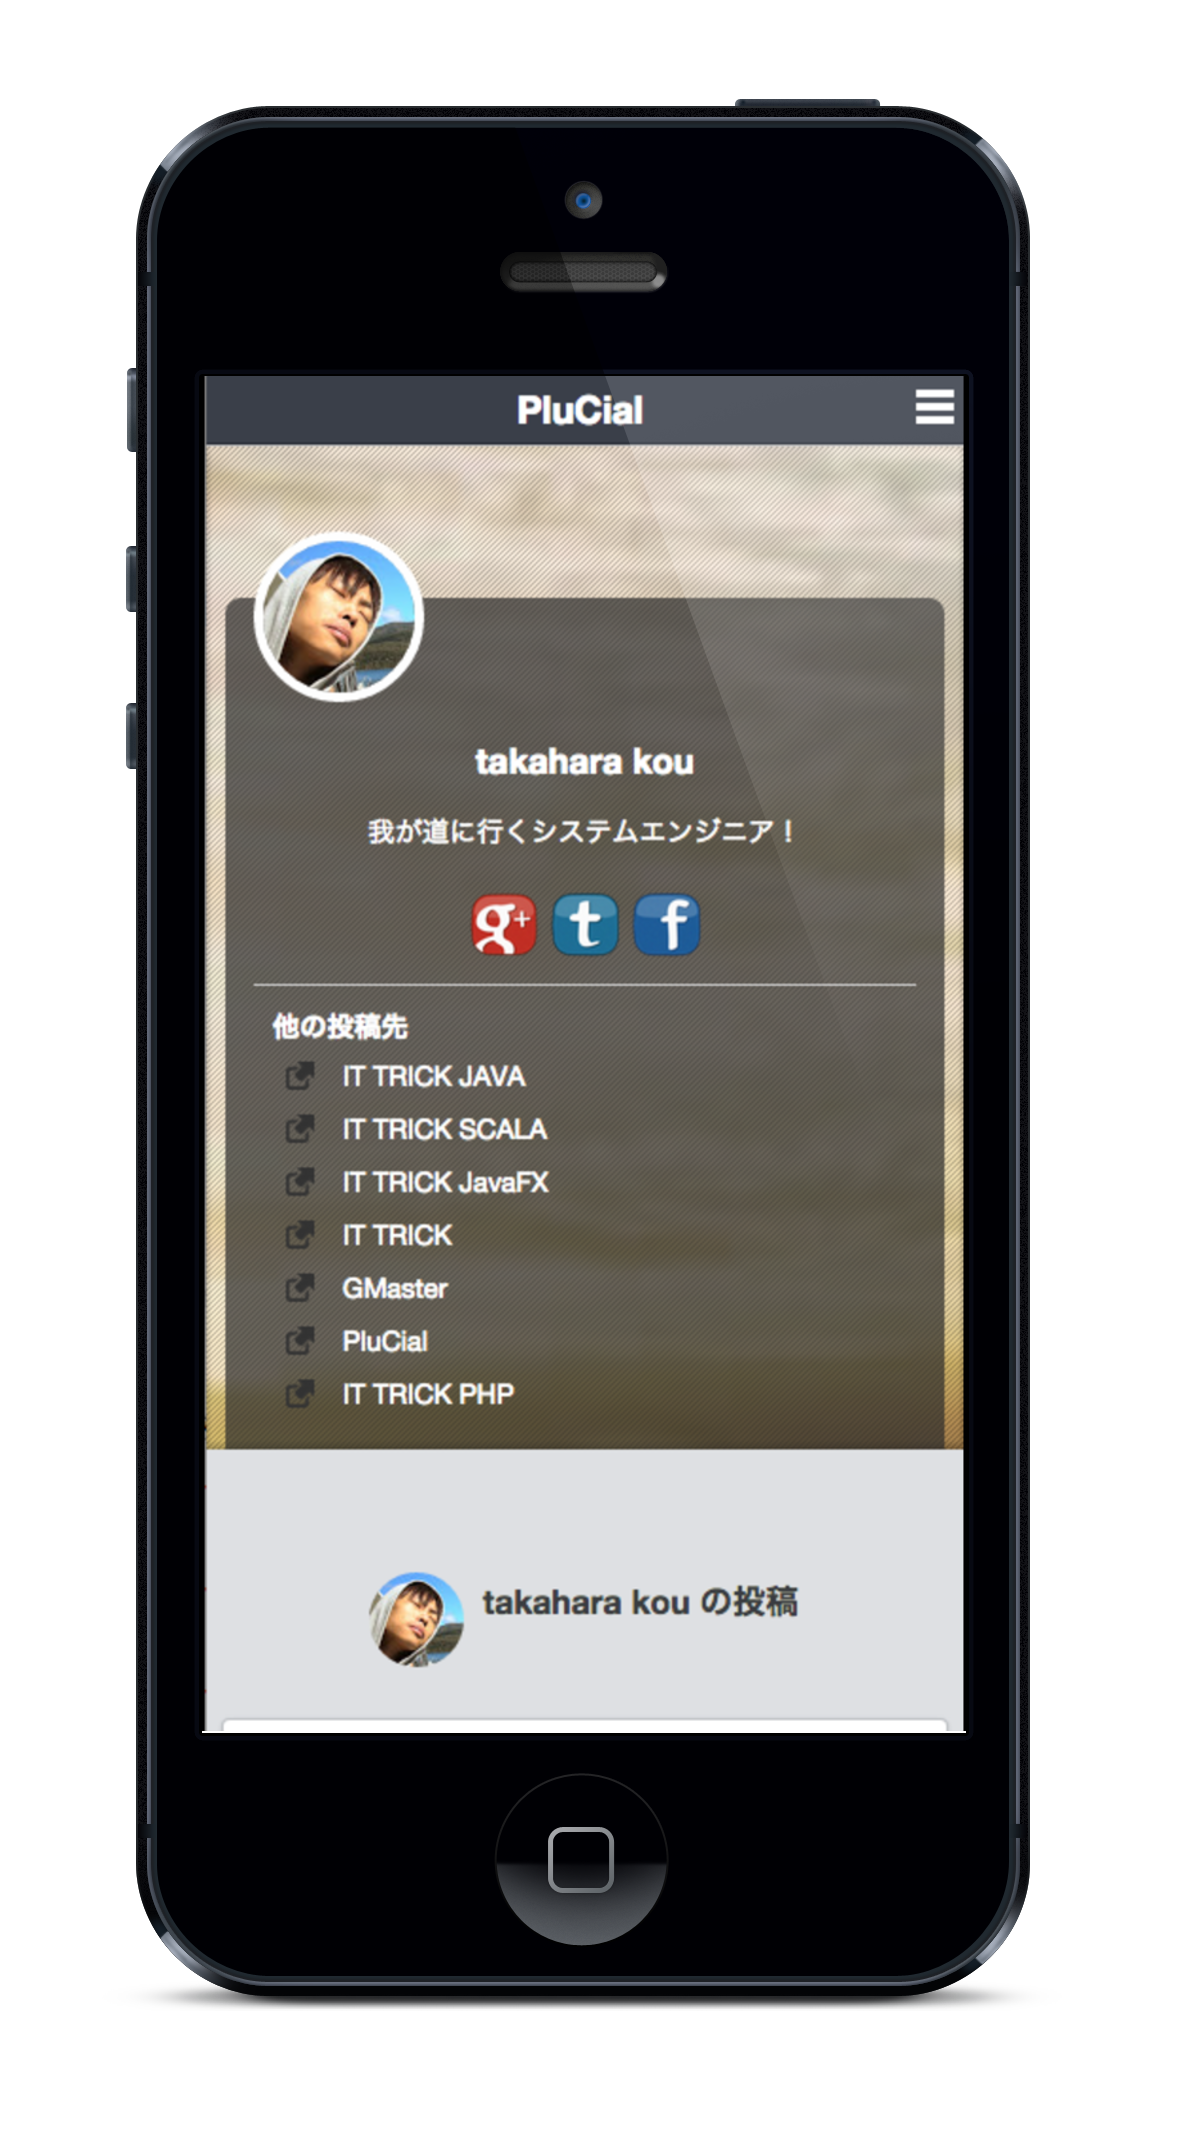 PluCial
takahara kou
我が道に行くシステムエンジニア！
g+ t f
他の投稿先
IT TRICK JAVA
IT TRICK SCALA
IT TRICK JavaFX
IT TRICK
GMaster
PluCial
IT TRICK PHP
takahara kou の投稿